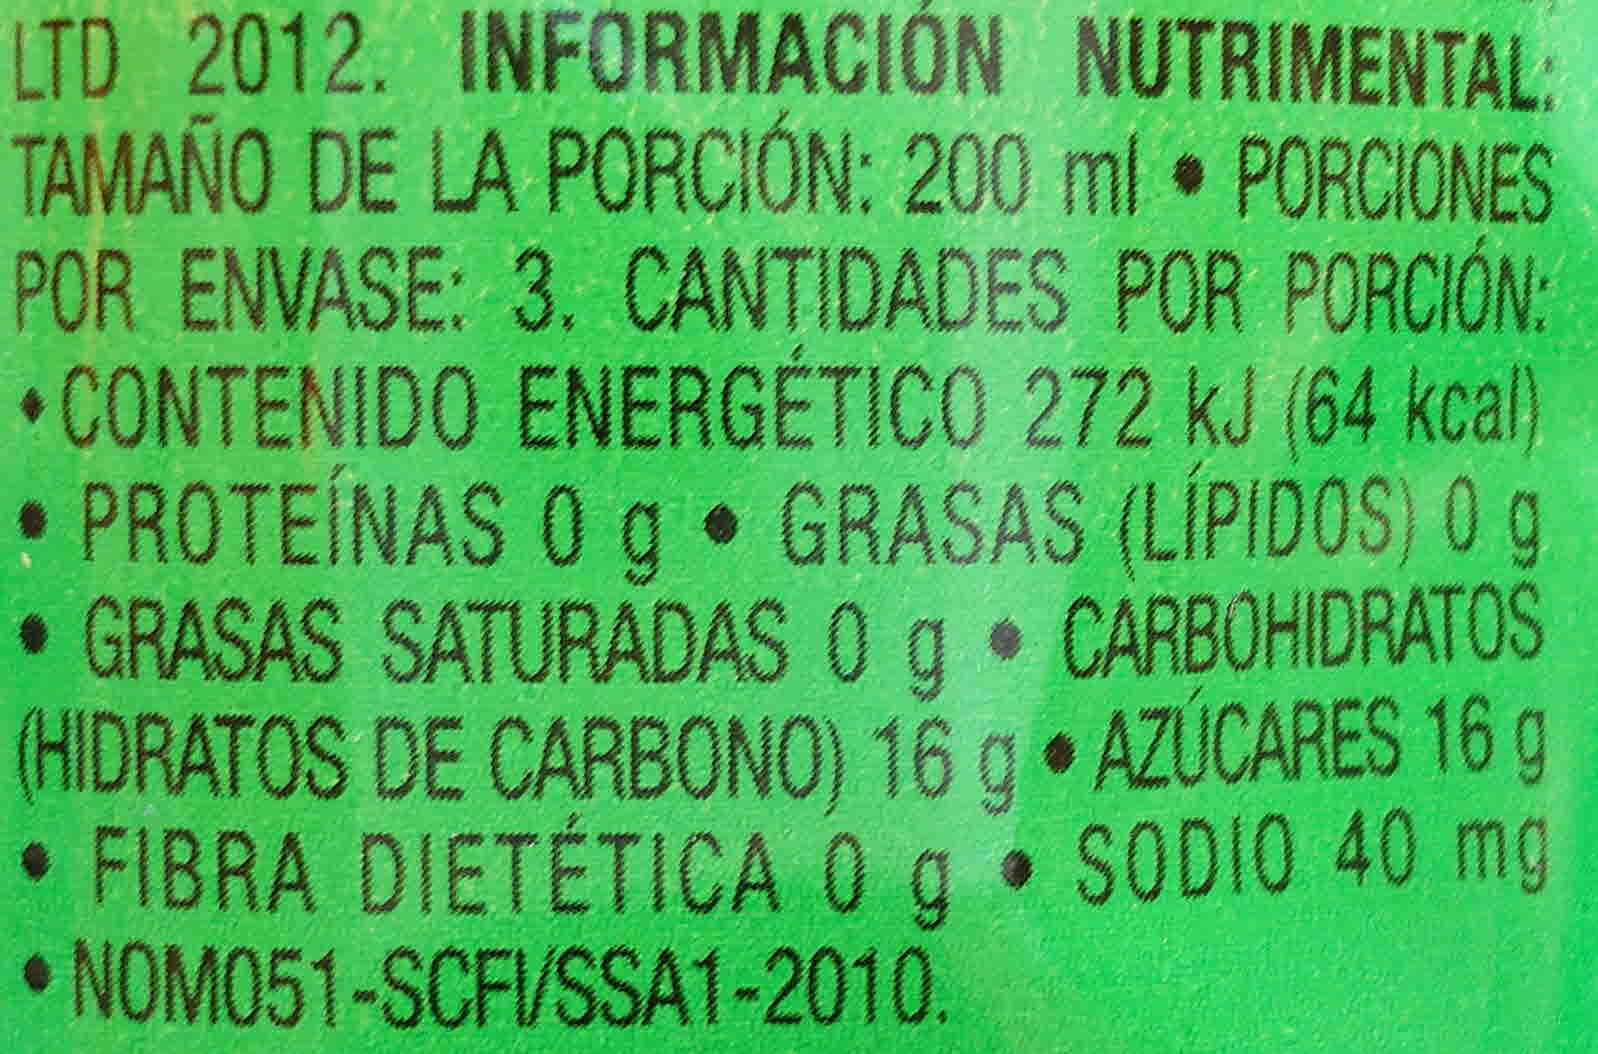 LTD 2012. INFORMACIÓN NUTRIMENTAL:
TAMAÑO DE LA PORCIÓN: 200 ml • PORCIONES
POR ENVASE: 3. CANTIDADES POR PORCIÓN:
• CONTENIDO ENERGÉTICO 272 kJ (64 kcal)
• PROTEÍNAS 0 g • GRASAS (LÍPIDOS) 0 g
• GRASAS SATURADAS 0 g • CARBOHIDRATOS
(HIDRATOS DE CARBONO) 16 g • AZÚCARES 16 g
• FIBRA DIETÉTICA 0 g • SODIO 40 mg
• NOM051-SCFI/SSA1-2010.